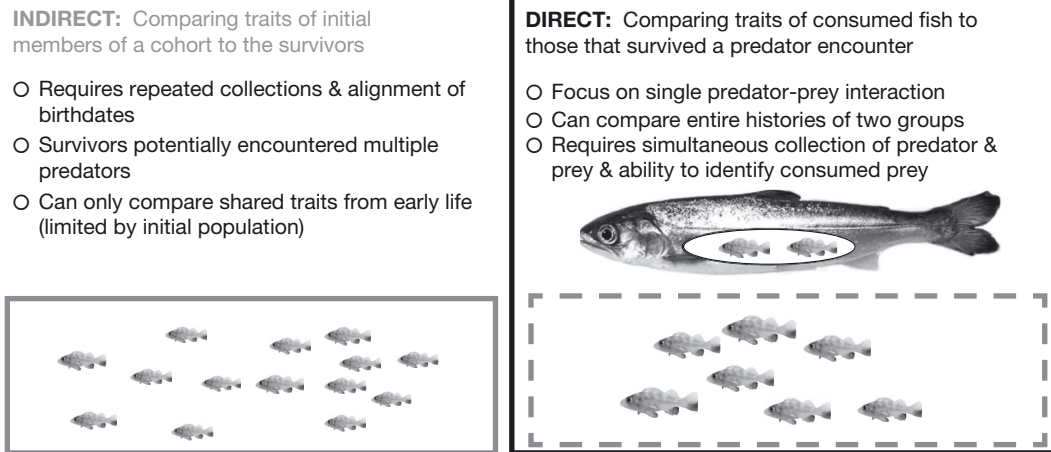 INDIRECT: Comparing traits of initial
members of a cohort to the survivors
O Requires repeated collections & alignment of
birthdates
O Survivors potentially encountered multiple
predators
O Can only compare shared traits from early life
(limited by initial population)
DIRECT: Comparing traits of consumed fish to
those that survived a predator encounter
O Focus on single predator-prey interaction
O Can compare entire histories of two groups
O Requires simultaneous collection of predator &
prey & ability to identify consumed prey